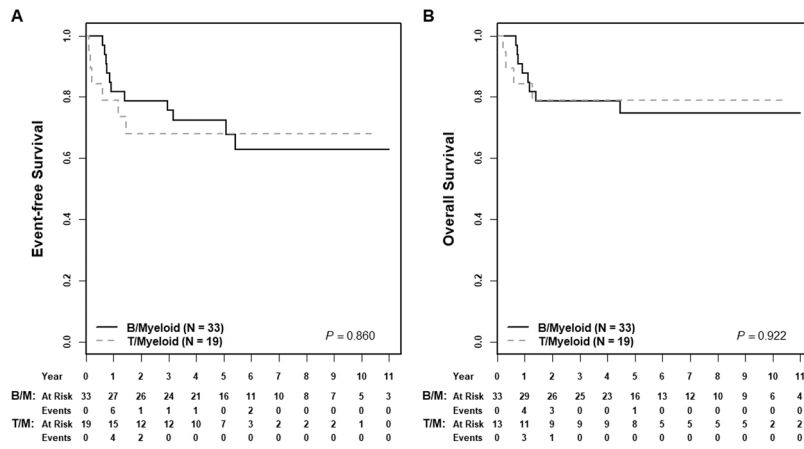 A
1.0
0.8
0.6
0.4
0.2
0.0
Event-free Survival
B/Myeloid (N = 33)
T/Myeloid (N = 19)
P = 0.860
Year 0 1 2 3 4 5 6 7 8 9 10 11
B/M: At Risk 33 27 26 24 21 16 11 10 8 7 5 3
Events 0 6 1 1 1 0 2 0 0 0 0 0
T/M: At Risk 19 15 12 12 10 7 3 2 2 2 1 0
Events 0 4 2 0 0 0 0 0 0 0 0 0
B
1.0
0.8
0.6
0.4
0.2
0.0
Overall Survival
B/Myeloid (N = 33)
T/Myeloid (N = 19)
P = 0.922
Year 0 1 2 3 4 5 6 7 8 9 10 11
B/M: At Risk 33 29 26 25 23 16 13 12 10 9 6 4
Events 0 4 3 0 0 1 0 0 0 0 0 0
T/M: At Risk 13 11 9 9 9 8 5 5 5 5 2 2
Events 0 3 1 0 0 0 0 0 0 0 0 0